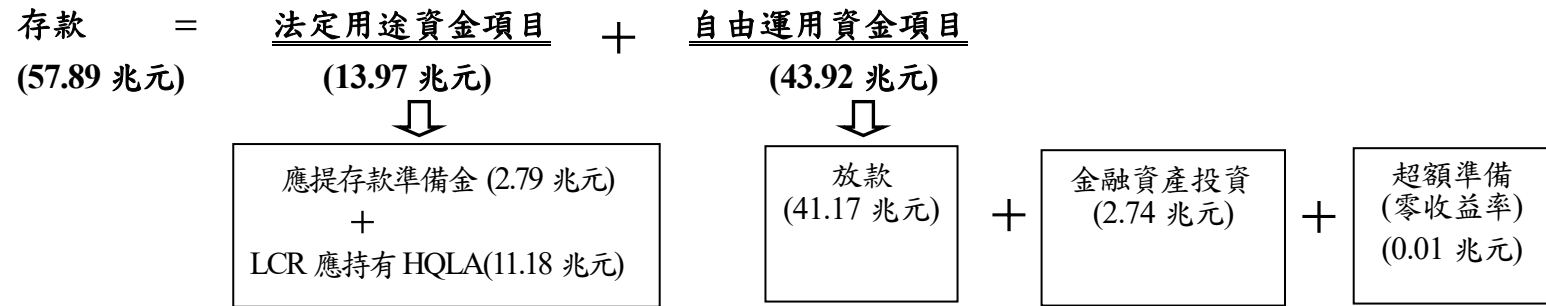 存款 = 法定用途資金項目 + 自由運用資金項目
(57.89 兆元) (13.97 兆元) (43.92 兆元)
應提存款準備金 (2.79 兆元)
+
LCR 應持有 HQLA(11.18 兆元)
放款
(41.17 兆元)
+
金融資產投資
(2.74 兆元)
+
超額準備
(零收益率)
(0.01 兆元)